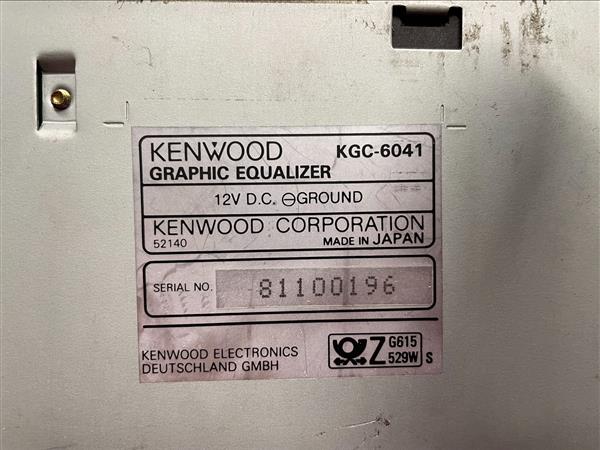 KENWOOD KGC-6041
GRAPHIC EQUALIZER
12V D.C. ⊖GROUND
KENWOOD CORPORATION
52140 MADE IN JAPAN
SERIAL NO. 81100196
KENWOOD ELECTRONICS
DEUTSCHLAND GMBH
Z G615
529W S